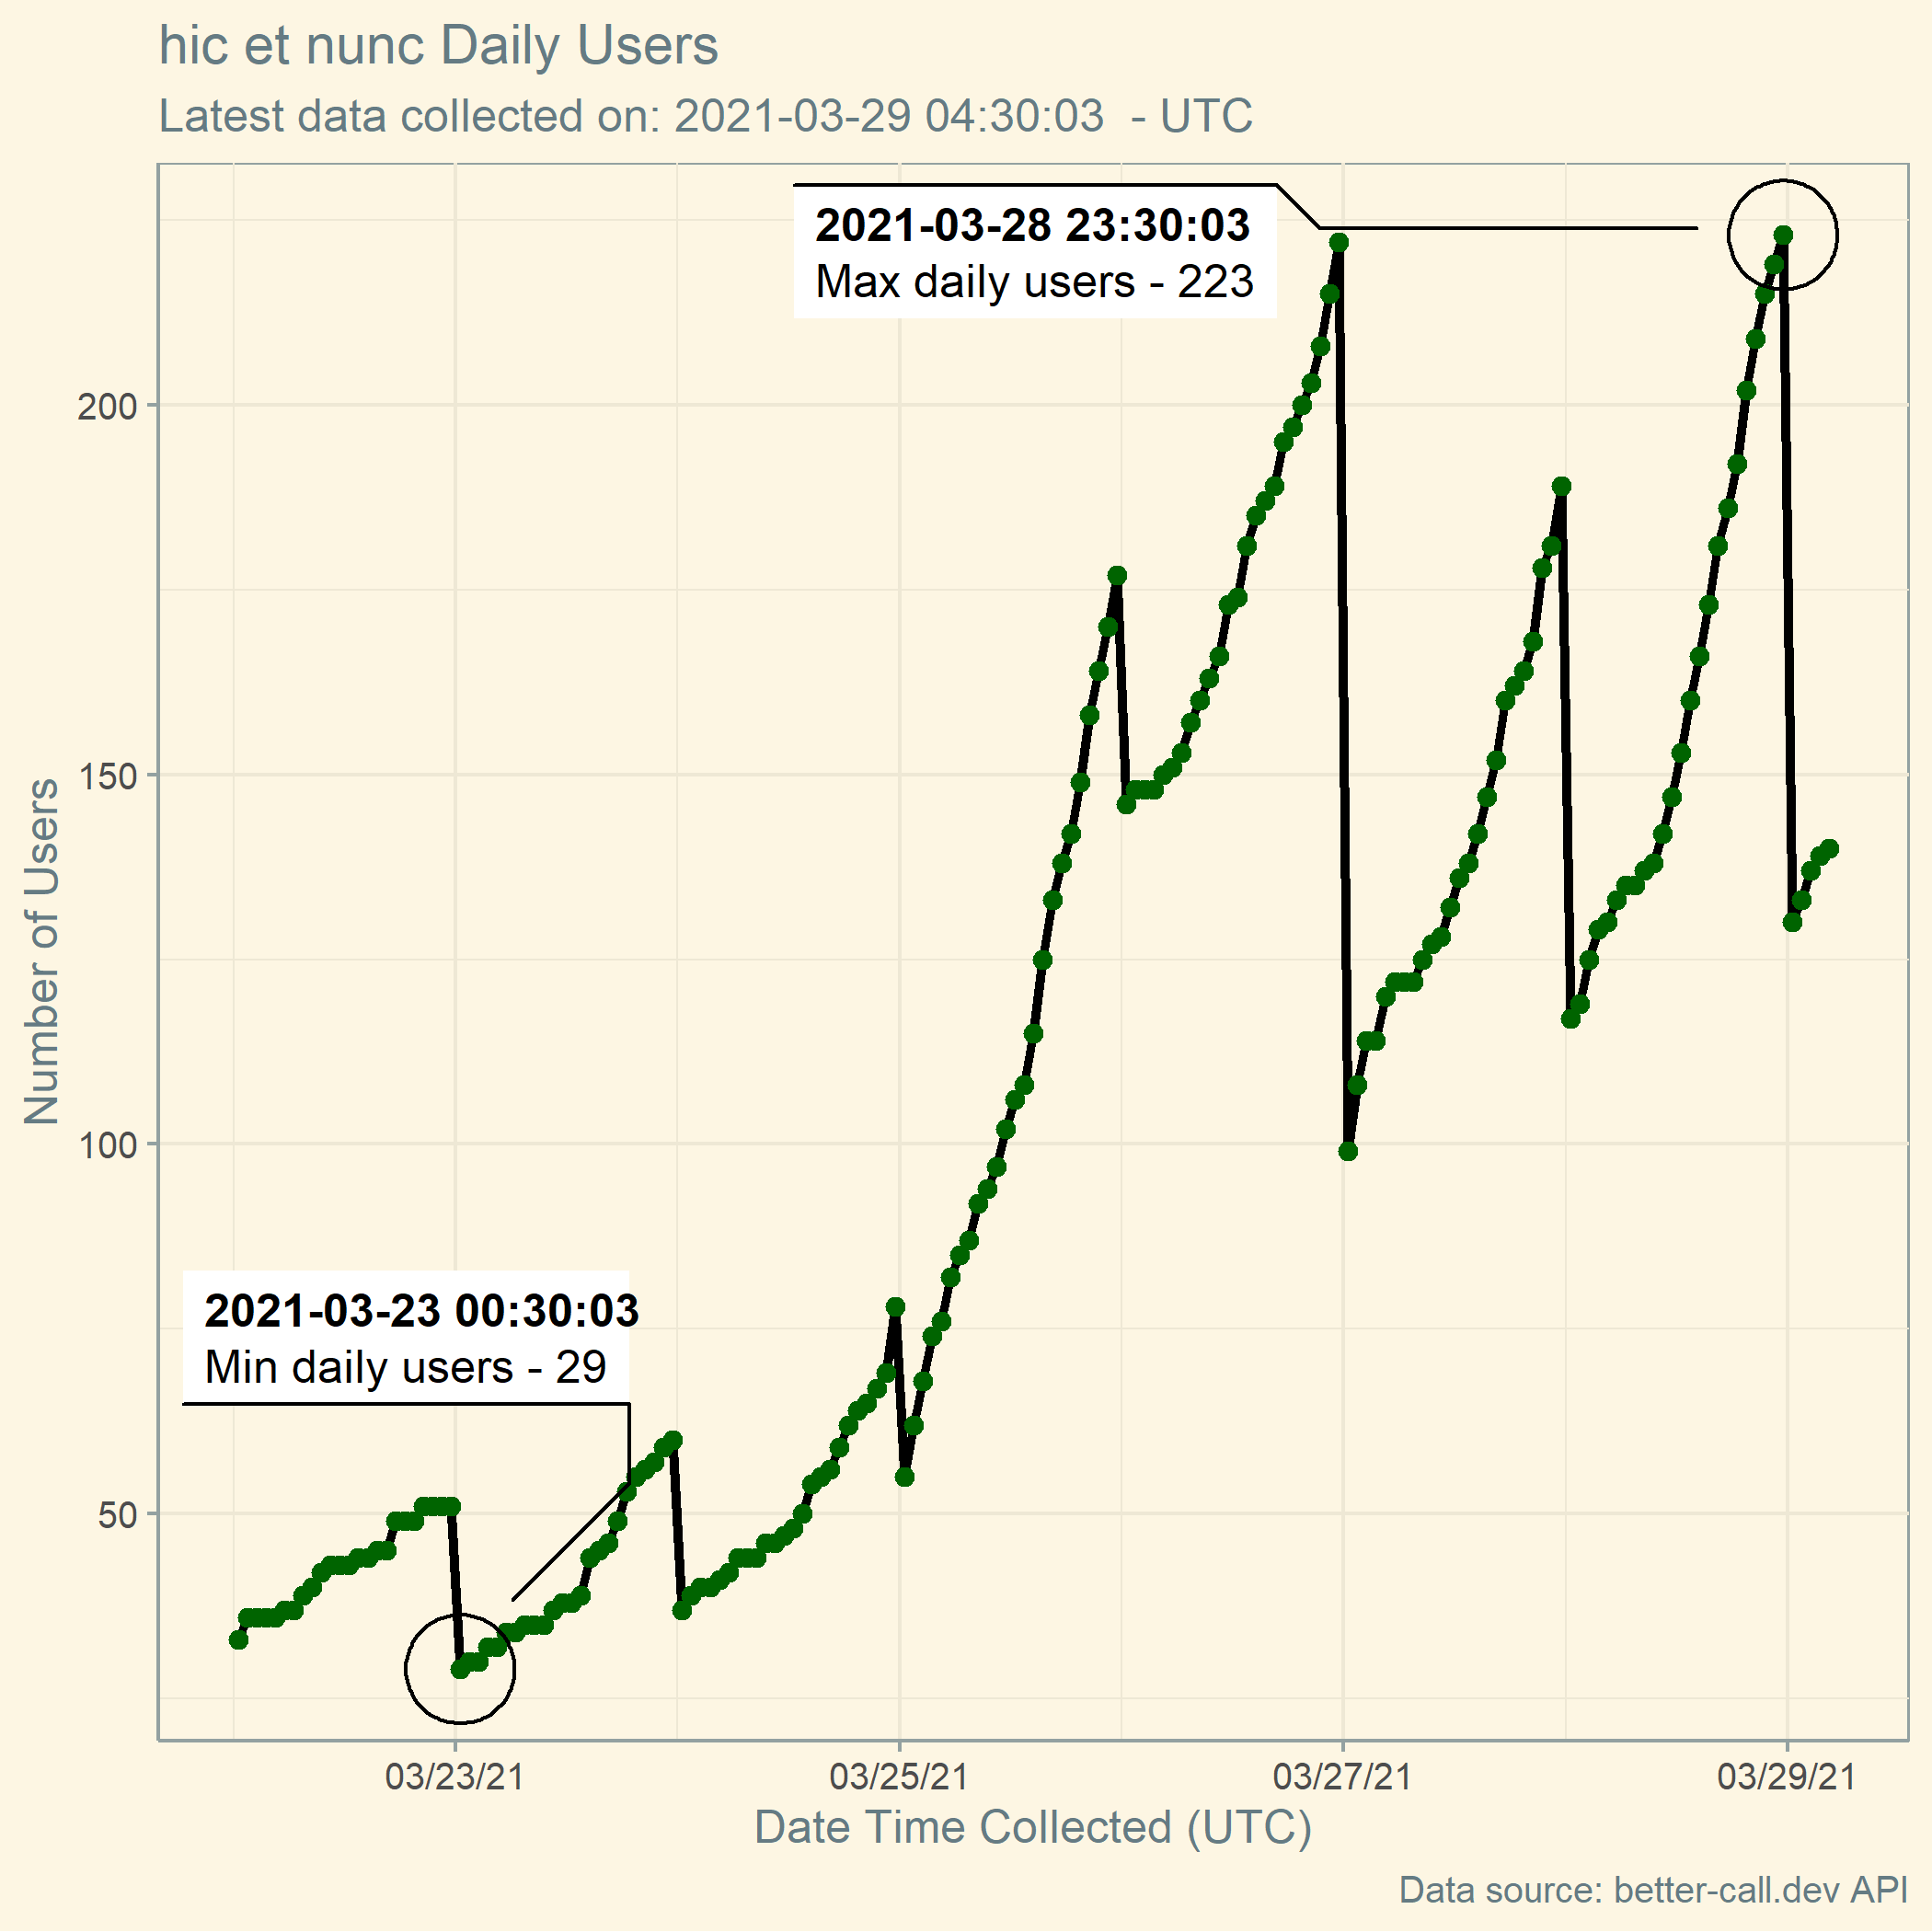 hic et nunc Daily Users
Latest data collected on: 2021-03-29 04:30:03  - UTC
2021-03-28 23:30:03
Max daily users - 223
200
150
100
50
Number of Users
2021-03-23 00:30:03
Min daily users - 29
03/23/21
03/25/21
03/27/21
03/29/21
Date Time Collected (UTC)
Data source: better-call.dev API